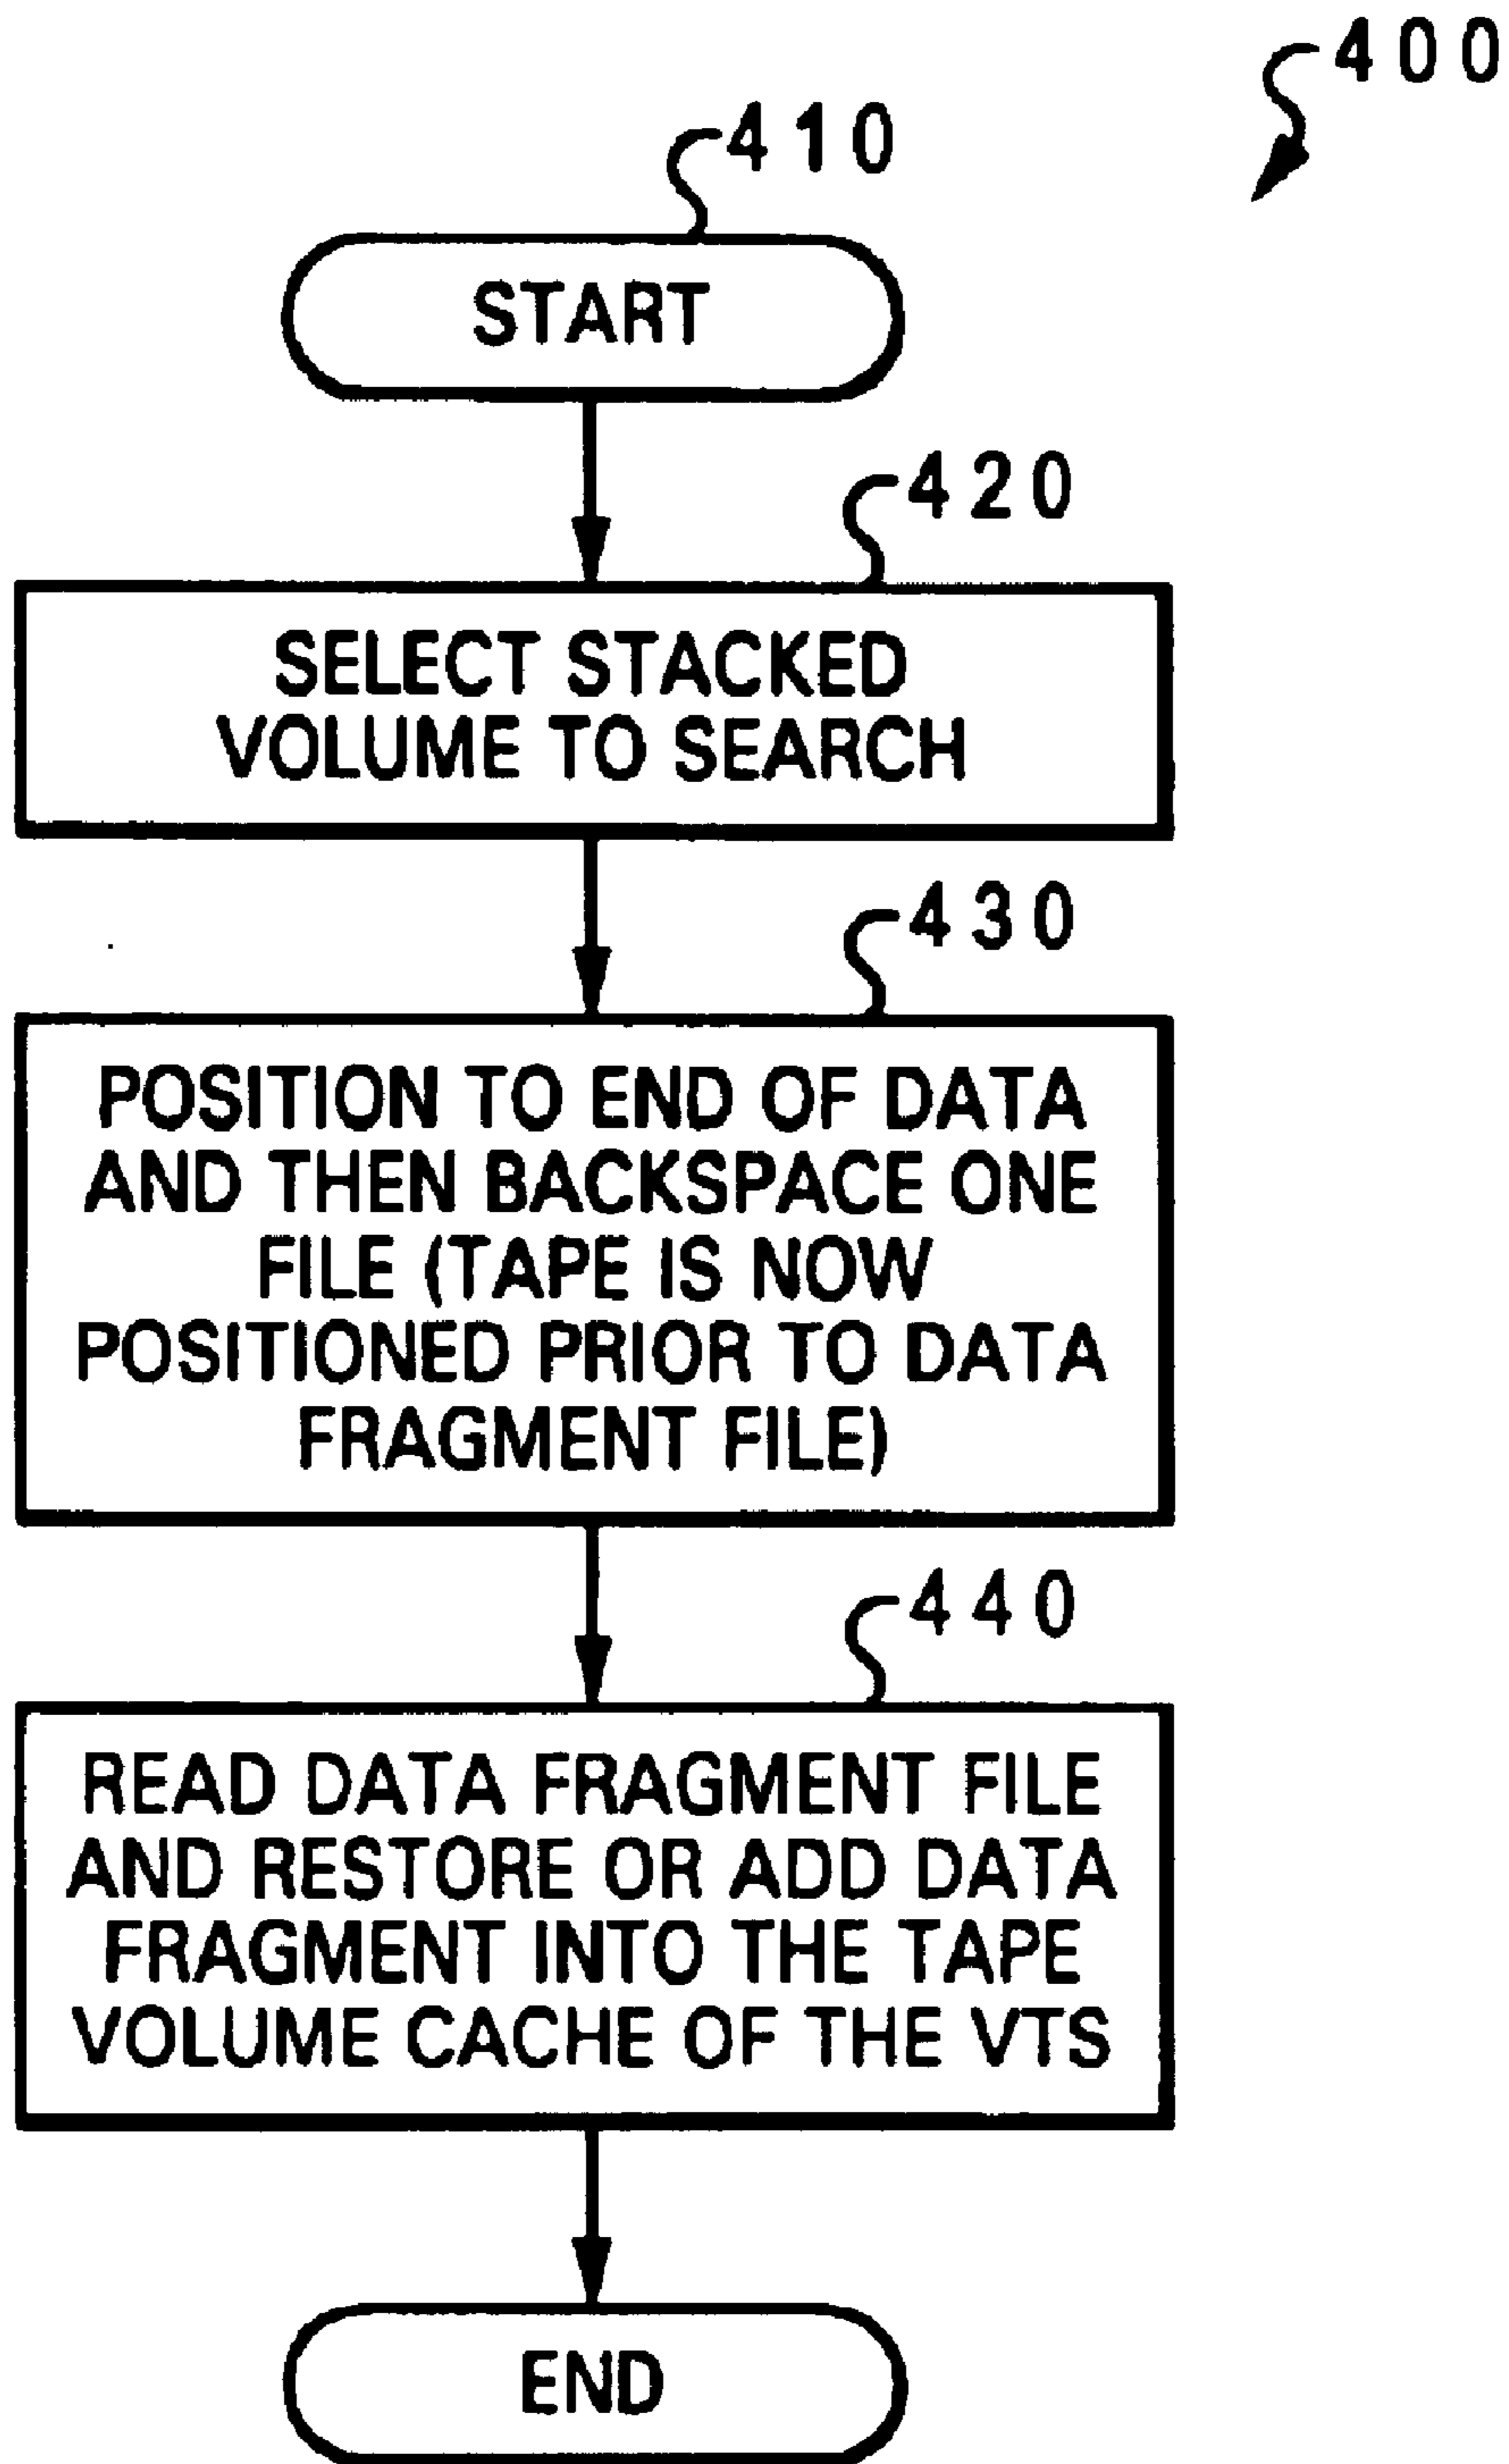 400
410
START
420
SELECT STACKED
VOLUME TO SEARCH
430
POSITION TO END OF DATA
AND THEN BACKSPACE ONE
FILE (TAPE IS NOW
POSITIONED PRIOR TO DATA
FRAGMENT FILE)
440
READ DATA FRAGMENT FILE
AND RESTORE OR ADD DATA
FRAGMENT INTO THE TAPE
VOLUME CACHE OF THE VTS
END